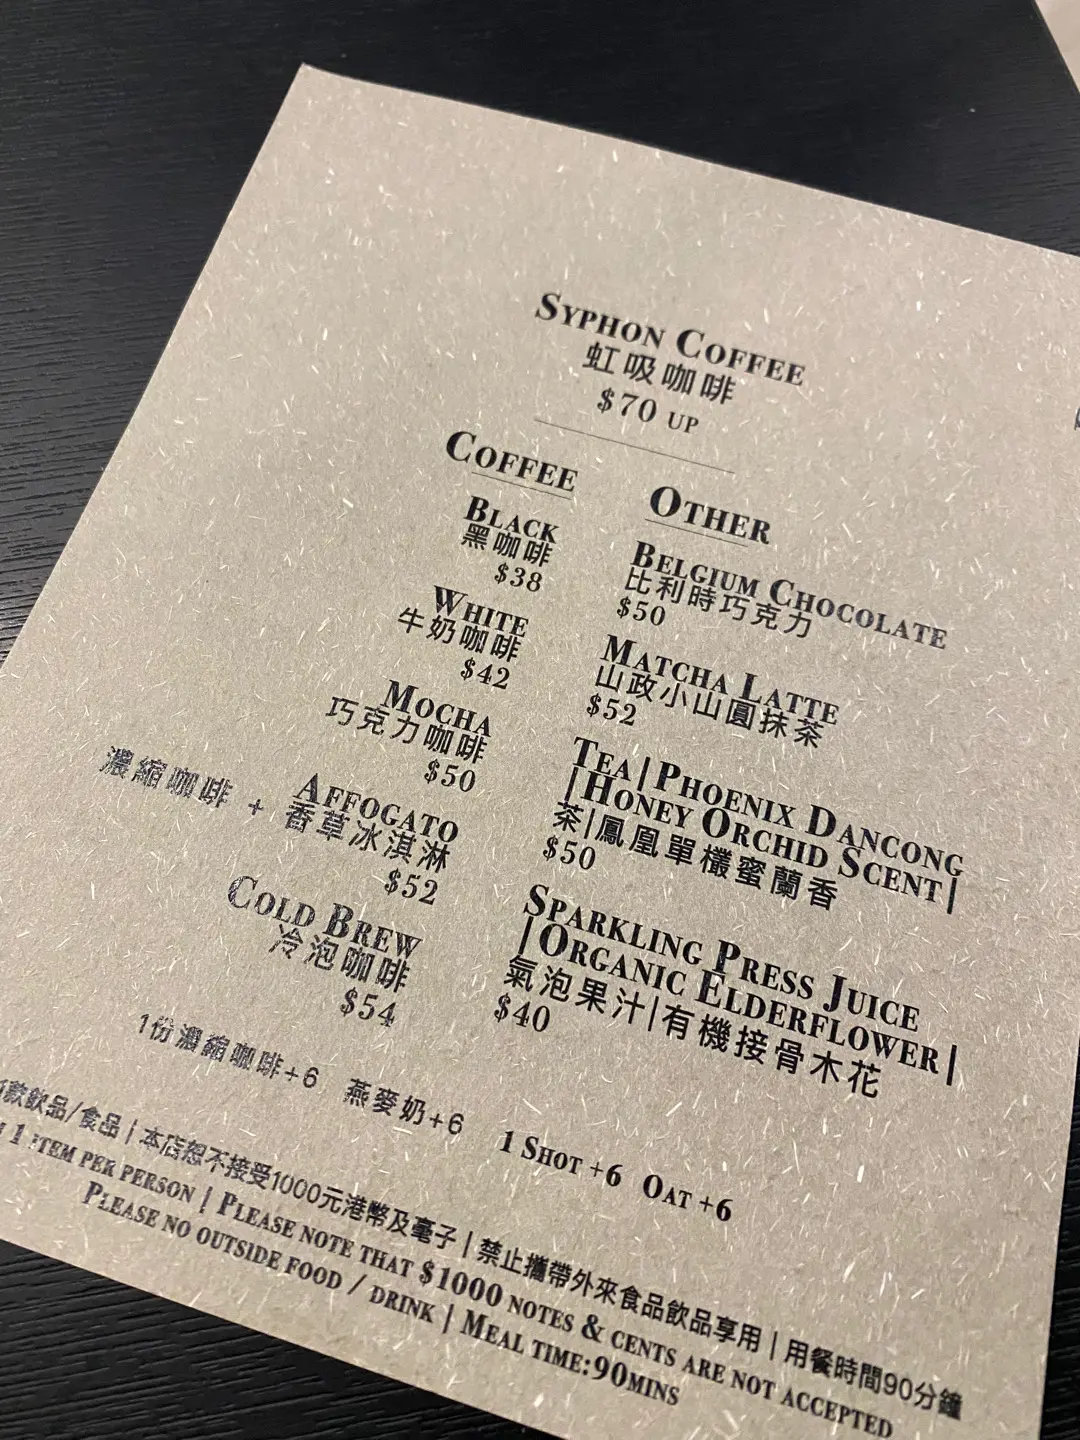 SYPHON COFFEE
虹吸咖啡
$70 UP
COFFEE
BLACK
黑咖啡
$38
WHITE
牛奶咖啡
$42
MOCHA
巧克力咖啡
$50
AFFOGATO
濃縮咖啡 + 香草冰淇淋
$52
COLD BREW
冷泡咖啡
$54
OTHER
BELGIUM CHOCOLATE
比利時巧克力
$50
MATCHA LATTE
山政小山圓抹茶
$52
TEA|PHOENIX DANCONG
|HONEY ORCHID SCENT|
茶|鳳凰單欉蜜蘭香
$50
SPARKLING PRESS JUICE
|ORGANIC ELDERFLOWER|
氣泡果汁|有機接骨木花
$40
1份濃縮咖啡+6 燕麥奶+6
1 SHOT +6 OAT +6
飲品/食品 | 本店恕不接受1000元港幣及毫子 | 禁止攜帶外來食品飲品享用 | 用餐時間90分鐘
1 ITEM PER PERSON | PLEASE NOTE THAT $1000 NOTES & CENTS ARE NOT ACCEPTED
PLEASE NO OUTSIDE FOOD / DRINK | MEAL TIME:90MINS